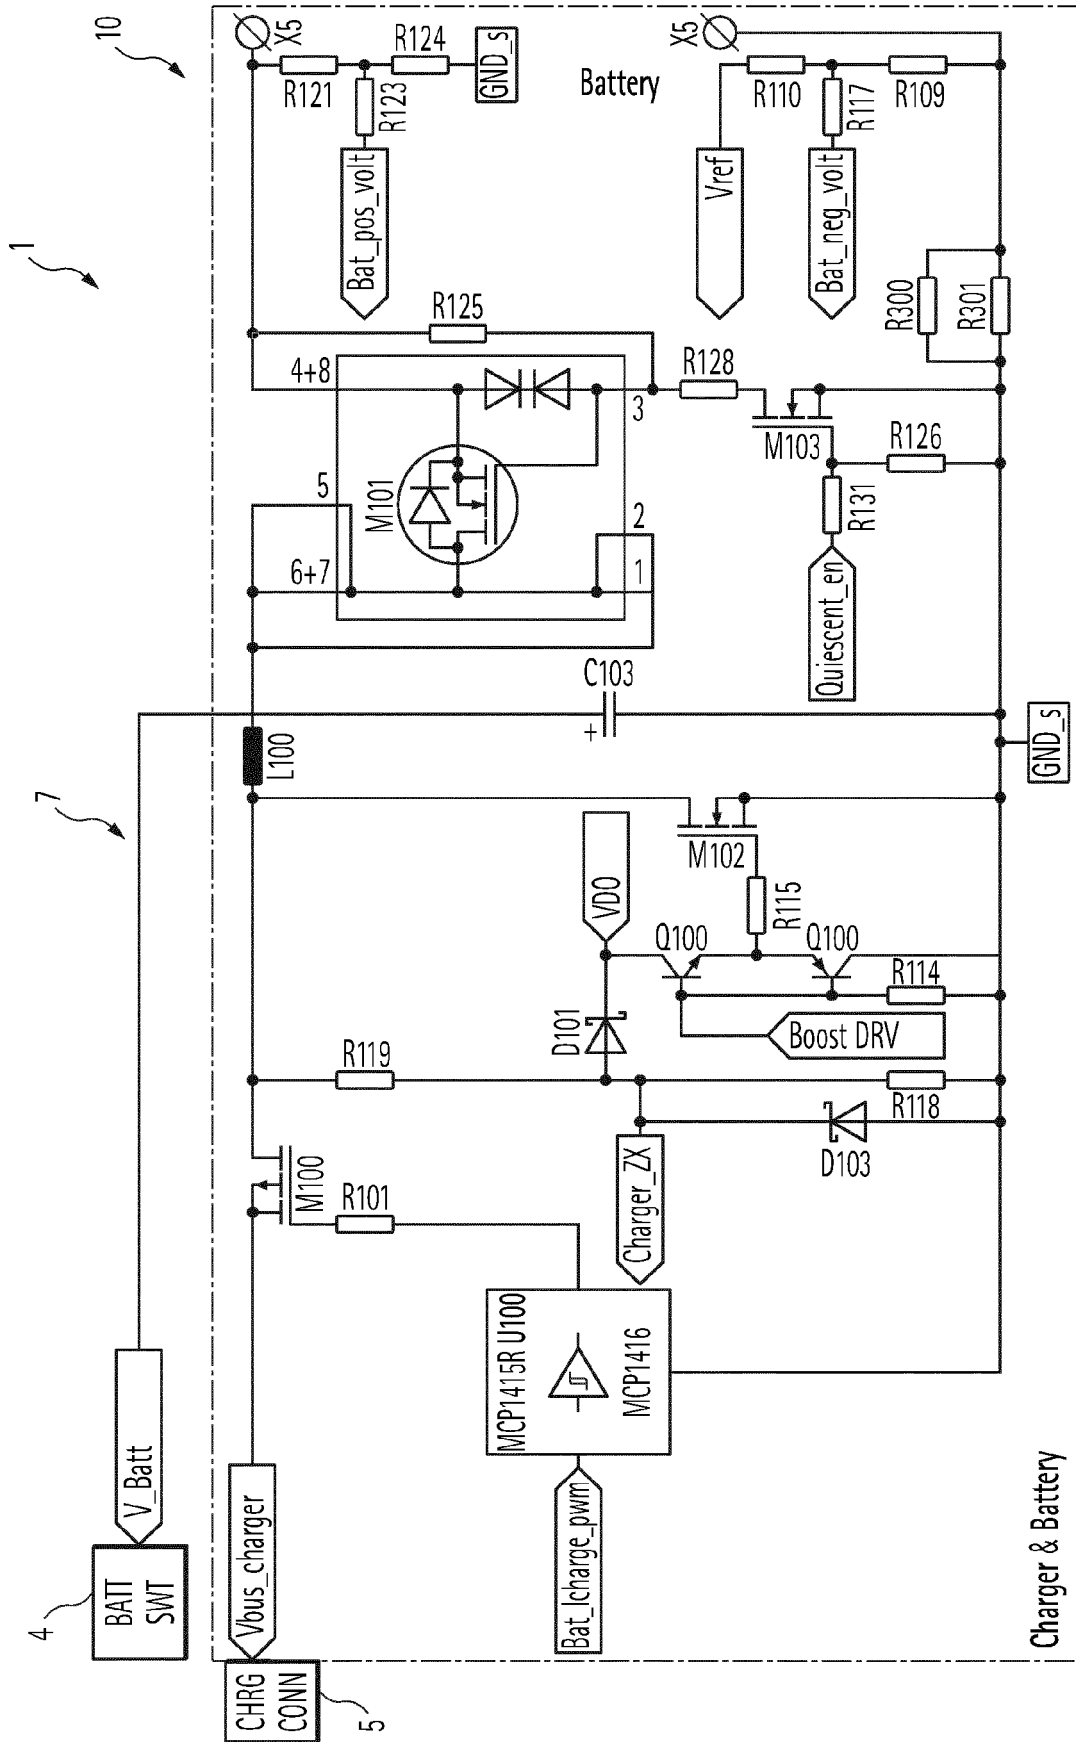 1
10
7
4
BATT
SWT
V_Batt
5
CHRG
CONN
Vbus_charger
M100
R101
R119
L100
6+7
5
4+8
M101
1
2
3
R125
X5
R121
R124
R123
GND_s
Bat_pos_volt
Battery
X5
Vref
R110
R117
R109
Bat_neg_volt
R300
R301
R128
M103
R126
R131
Quiescent_en
C103
+
GND_s
M102
R115
VDO
Q100
Q100
R114
Boost DRV
D101
R118
D103
Charger_ZX
MCP1415R U100
MCP1416
Bat_Icharge_pwm
Charger & Battery